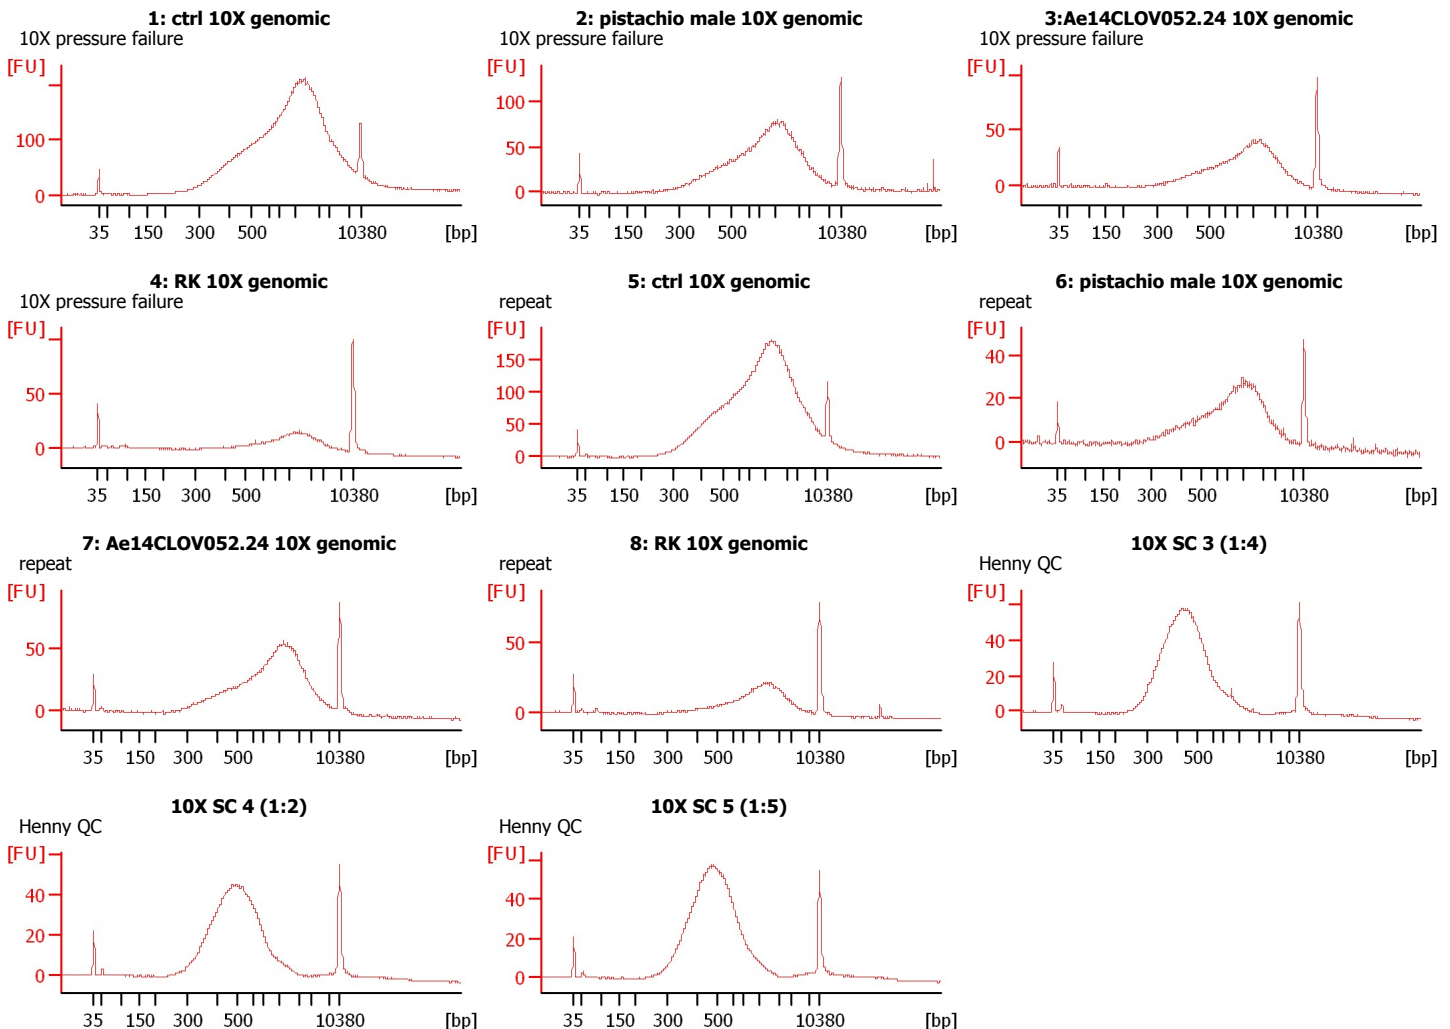 1: ctrl 10X genomic
10X pressure failure
[FU]
100
0
35 150 300 500 10380 [bp]
2: pistachio male 10X genomic
10X pressure failure
[FU]
100
50
0
35 150 300 500 10380 [bp]
3:Ae14CLOV052.24 10X genomic
10X pressure failure
[FU]
50
0
35 150 300 500 10380 [bp]
4: RK 10X genomic
10X pressure failure
[FU]
50
0
35 150 300 500 10380 [bp]
5: ctrl 10X genomic
repeat
[FU]
150
100
50
0
35 150 300 500 10380 [bp]
6: pistachio male 10X genomic
repeat
[FU]
40
20
0
35 150 300 500 10380 [bp]
7: Ae14CLOV052.24 10X genomic
repeat
[FU]
50
0
35 150 300 500 10380 [bp]
8: RK 10X genomic
repeat
[FU]
50
0
35 150 300 500 10380 [bp]
10X SC 3 (1:4)
Henny QC
[FU]
40
20
0
35 150 300 500 10380 [bp]
10X SC 4 (1:2)
Henny QC
[FU]
40
20
0
35 150 300 500 10380 [bp]
10X SC 5 (1:5)
Henny QC
[FU]
40
20
0
35 150 300 500 10380 [bp]